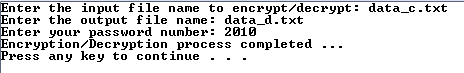 Enter the input file name to encrypt/decrypt: data_c.txt
Enter the output file name: data_d.txt
Enter your password number: 2010
Encryption/Decryption process completed ...
Press any key to continue . . .